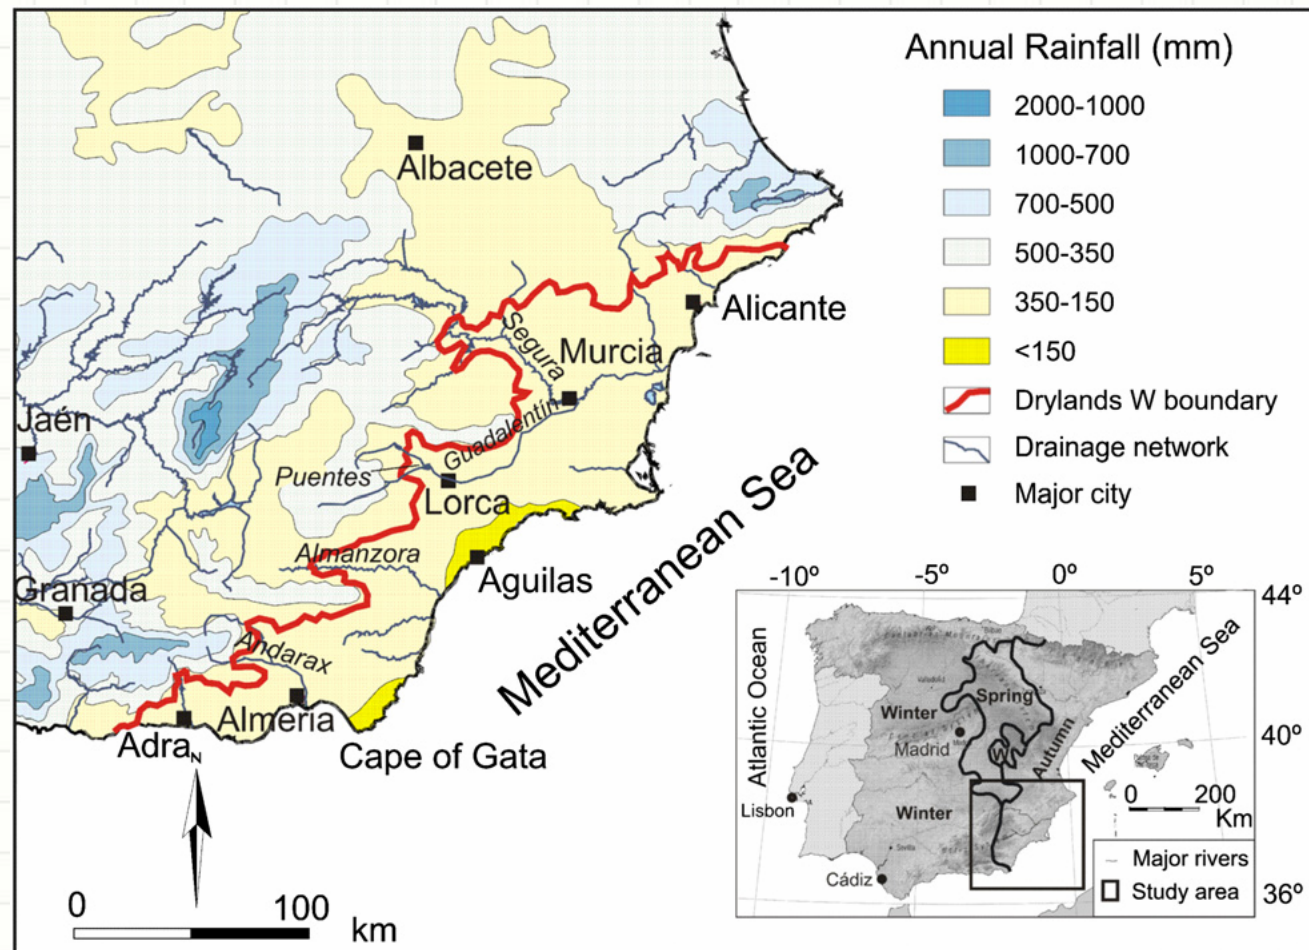 Annual Rainfall (mm)
2000-1000
1000-700
700-500
500-350
350-150
<150
Drylands W boundary
Drainage network
Major city
Albacete
Alicante
Segura
Murcia
Jaén
Guadalentín
Puentes
Lorca
Almanzora
Aguilas
Granada
Andarax
Almería
Adra
Cape of Gata
Mediterranean Sea
N
0 100
km
-10º -5º 0º 5º
44º
40º
36º
Atlantic Ocean
Mediterranean Sea
Spring
Winter
Madrid
W
Autumn
Lisbon
Winter
Sevilla
Cádiz
0 200
Km
Major rivers
Study area